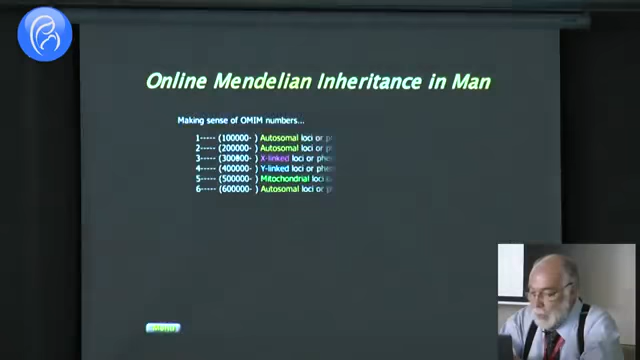 Online Mendelian Inheritance in Man
Making sense of OMIM numbers...
1----- (100000- ) Autosomal loci or
2----- (200000- ) Autosomal loci or
3----- (300000- ) X-linked loci or
4----- (400000- ) Y-linked loci or
5----- (500000- ) Mitochondrial loci
6----- (600000- ) Autosomal loci or
Menu